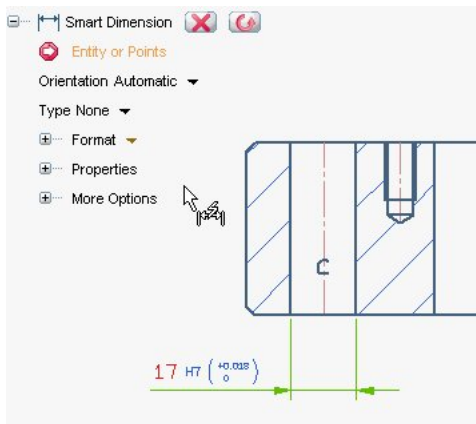 Smart Dimension
Entity or Points
Orientation Automatic
Type None
Format
Properties
More Options
17 H7 ( +0.018 0 )